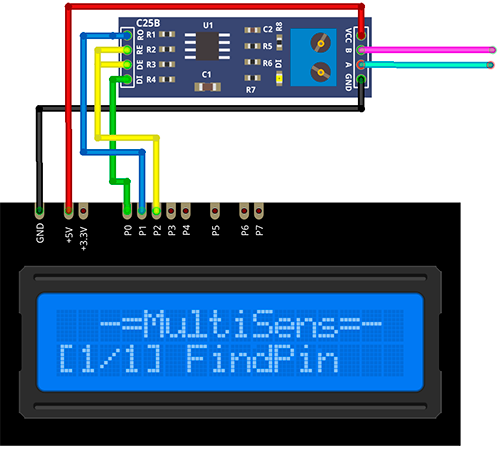 C25B
U1
RO R1
RE R2
DE R3
DI R4
C1
C2
R5
R6
R7
R8
DI
VCC
B
A
GND
GND
+5V
+3.3V
P0
P1
P2
P3
P4
P5
P6
P7
-=MultiSens=-
[1/1] FindPin